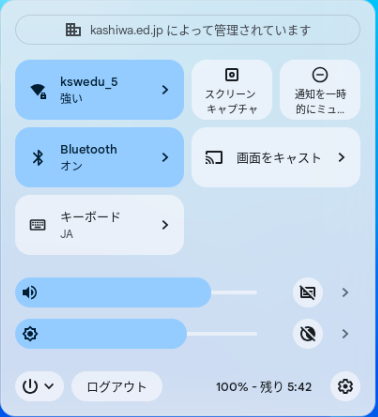 kashiwa.ed.jp によって管理されています
kswedu_5
強い
スクリーン
キャプチャ
通知を一時
的にミュ...
Bluetooth
オン
画面をキャスト
キーボード
JA
ログアウト
100% - 残り 5:42